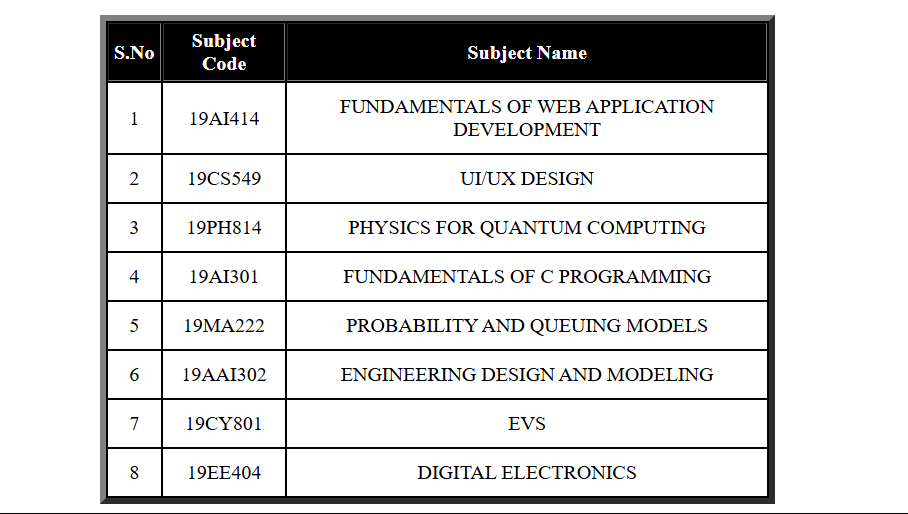 S.No Subject Code Subject Name
1 19AI414 FUNDAMENTALS OF WEB APPLICATION DEVELOPMENT
2 19CS549 UI/UX DESIGN
3 19PH814 PHYSICS FOR QUANTUM COMPUTING
4 19AI301 FUNDAMENTALS OF C PROGRAMMING
5 19MA222 PROBABILITY AND QUEUING MODELS
6 19AAI302 ENGINEERING DESIGN AND MODELING
7 19CY801 EVS
8 19EE404 DIGITAL ELECTRONICS